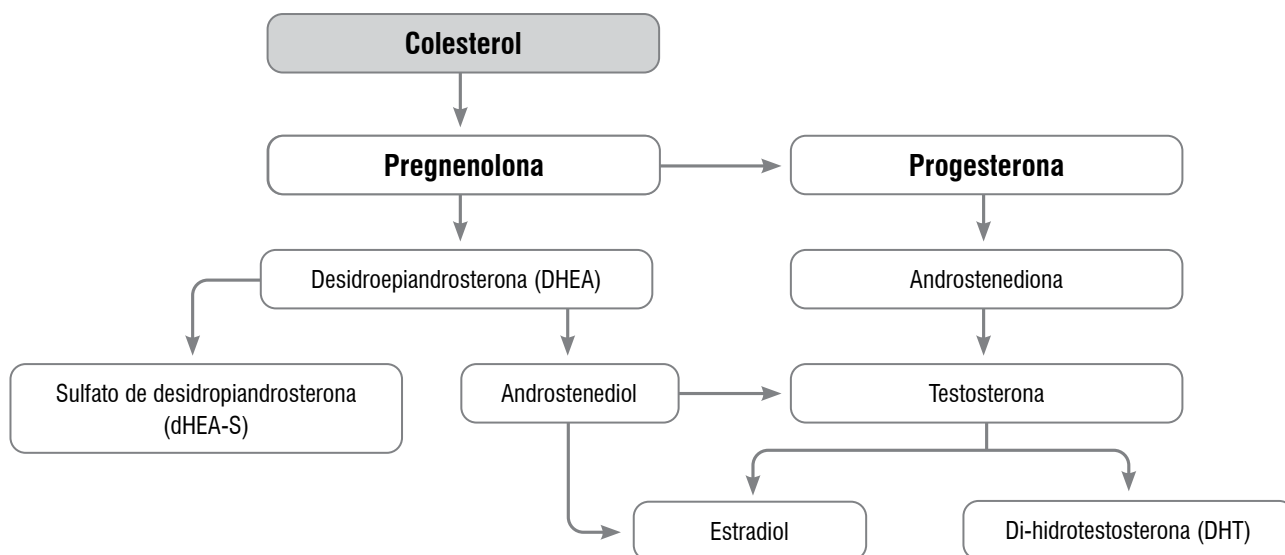 Colesterol
Pregnenolona
Progesterona
Desidroepiandrosterona (DHEA)
Androstenediona
Sulfato de desidropiandrosterona
(dHEA-S)
Androstenediol
Testosterona
Estradiol
Di-hidrotestosterona (DHT)